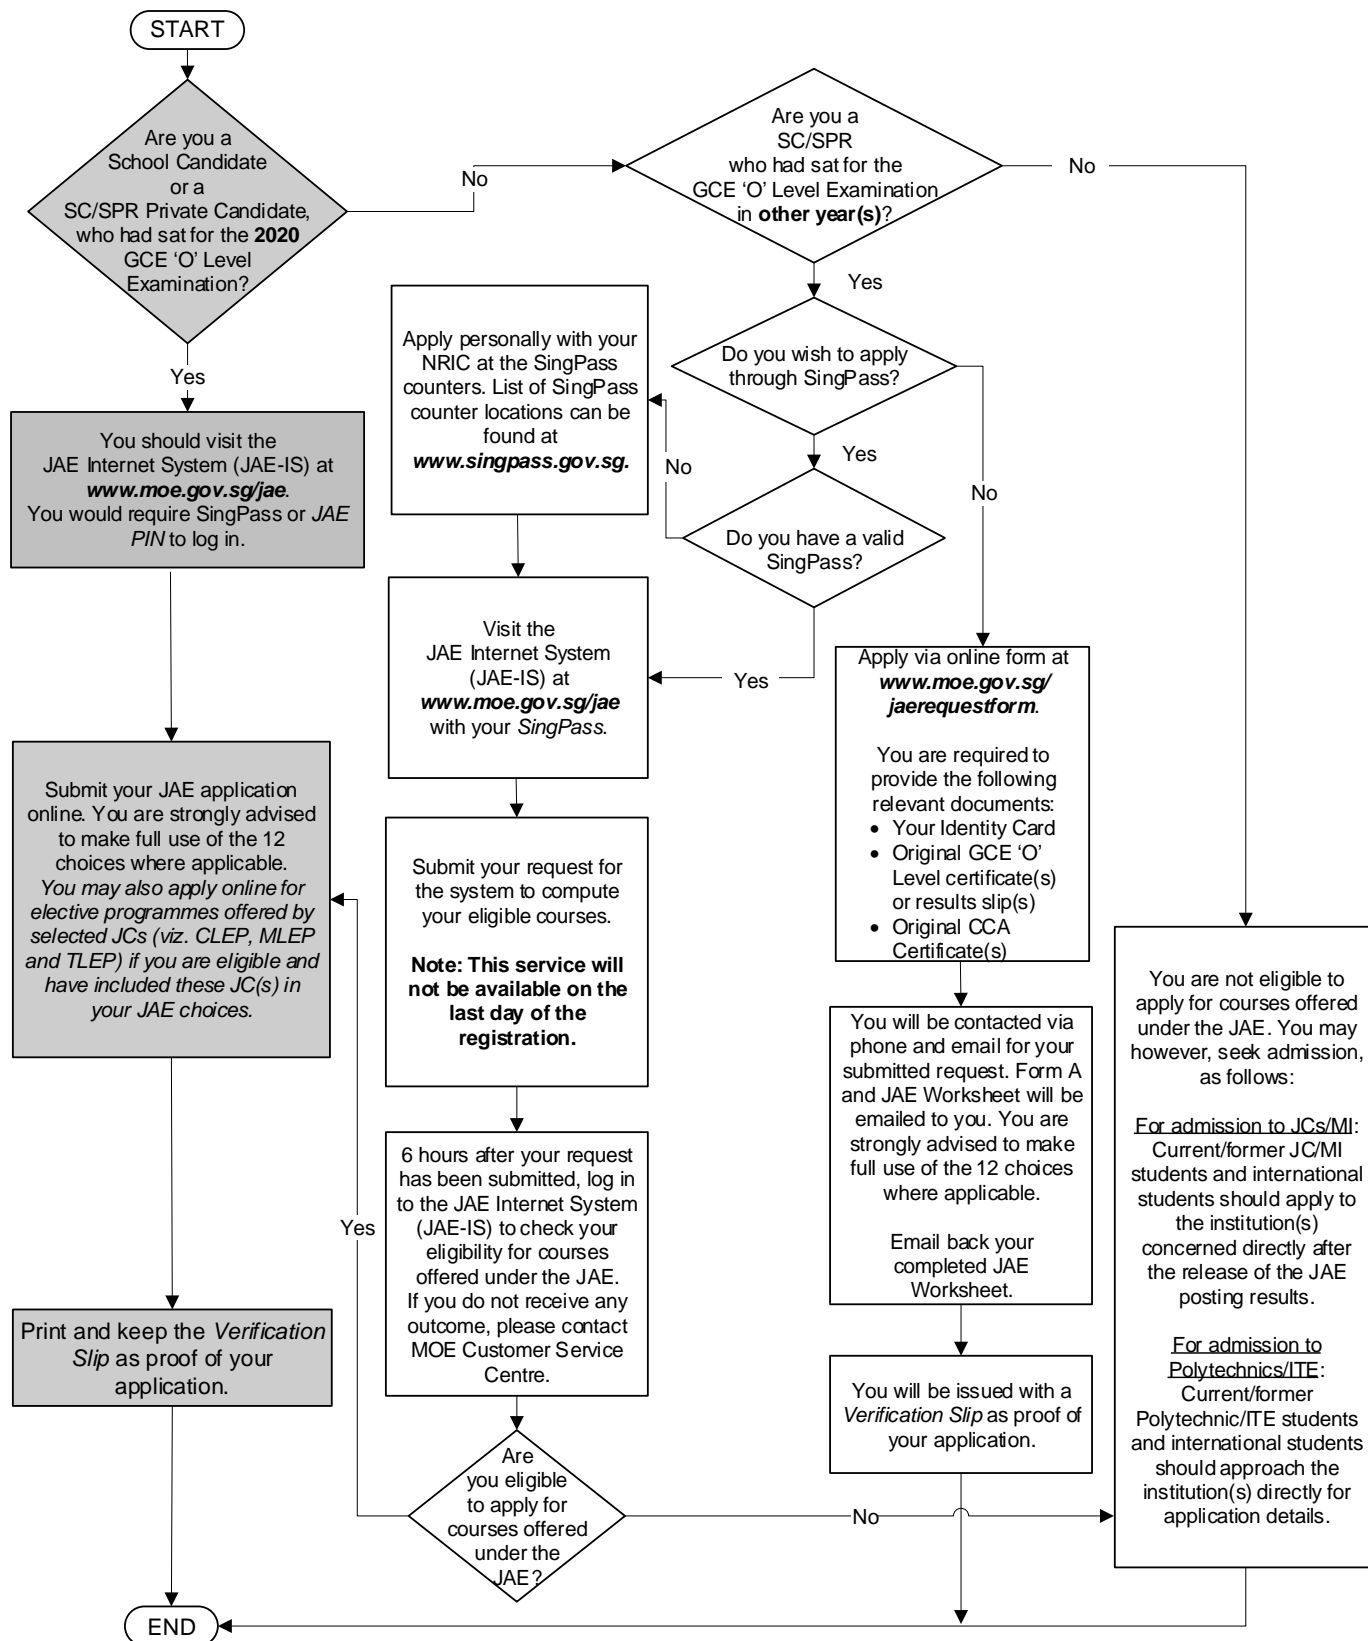 START
Are you a
School Candidate
or a
SC/SPR Private Candidate,
who had sat for the 2020
GCE ‘O’ Level
Examination?
No
Yes
Are you a
SC/SPR
who had sat for the
GCE ‘O’ Level Examination
in other year(s)?
No
Yes
You should visit the
JAE Internet System (JAE-IS) at
www.moe.gov.sg/jae.
You would require SingPass or JAE
PIN to log in.
Apply personally with your
NRIC at the SingPass
counters. List of SingPass
counter locations can be
found at
www.singpass.gov.sg.
Do you wish to apply
through SingPass?
Yes
No
No
Do you have a valid
SingPass?
Yes
Visit the
JAE Internet System
(JAE-IS) at
www.moe.gov.sg/jae
with your SingPass.
Apply via online form at
www.moe.gov.sg/
jaerequestform.
You are required to
provide the following
relevant documents:
• Your Identity Card
• Original GCE ‘O’
Level certificate(s)
or results slip(s)
• Original CCA
Certificate(s)
Submit your JAE application
online. You are strongly advised
to make full use of the 12
choices where applicable.
You may also apply online for
elective programmes offered by
selected JCs (viz. CLEP, MLEP
and TLEP) if you are eligible and
have included these JC(s) in
your JAE choices.
Submit your request for
the system to compute
your eligible courses.
Note: This service will
not be available on the
last day of the
registration.
You will be contacted via
phone and email for your
submitted request. Form A
and JAE Worksheet will be
emailed to you. You are
strongly advised to make
full use of the 12 choices
where applicable.
Email back your
completed JAE
Worksheet.
You are not eligible to
apply for courses offered
under the JAE. You may
however, seek admission,
as follows:
For admission to JCs/MI:
Current/former JC/MI
students and international
students should apply to
the institution(s)
concerned directly after
the release of the JAE
posting results.
For admission to
Polytechnics/ITE:
Current/former
Polytechnic/ITE students
and international students
should approach the
institution(s) directly for
application details.
6 hours after your request
has been submitted, log in
to the JAE Internet System
(JAE-IS) to check your
eligibility for courses
offered under the JAE.
If you do not receive any
outcome, please contact
MOE Customer Service
Centre.
Yes
Print and keep the Verification
Slip as proof of your
application.
You will be issued with a
Verification Slip as proof of
your application.
Are
you eligible
to apply for
courses offered
under the
JAE?
No
END